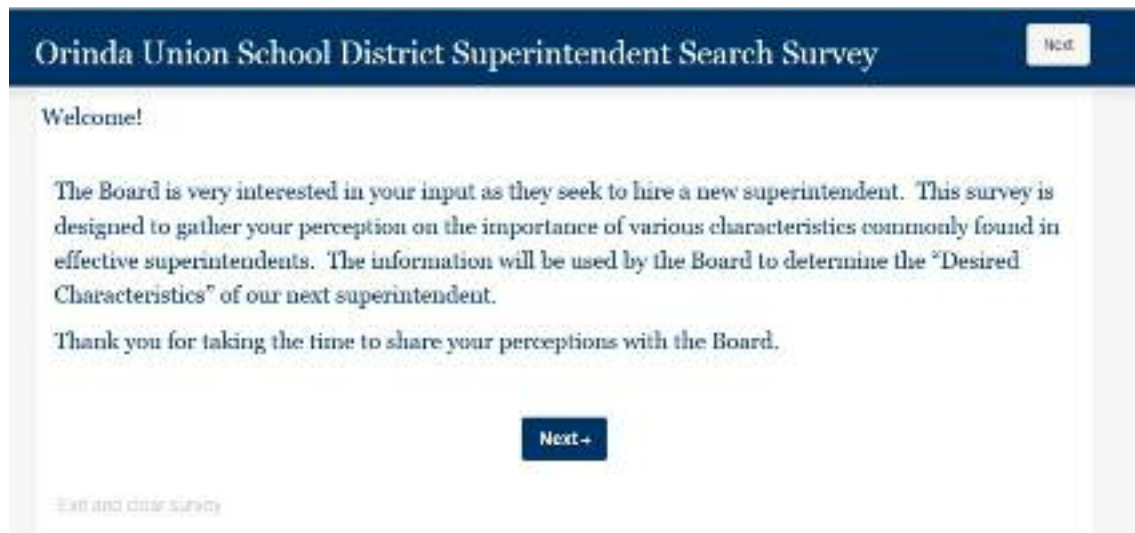 Orinda Union School District Superintendent Search Survey
Next
Welcome!
The Board is very interested in your input as they seek to hire a new superintendent. This survey is
designed to gather your perception on the importance of various characteristics commonly found in
effective superintendents. The information will be used by the Board to determine the “Desired
Characteristics” of our next superintendent.
Thank you for taking the time to share your perceptions with the Board.
Next→
Exit and clear survey